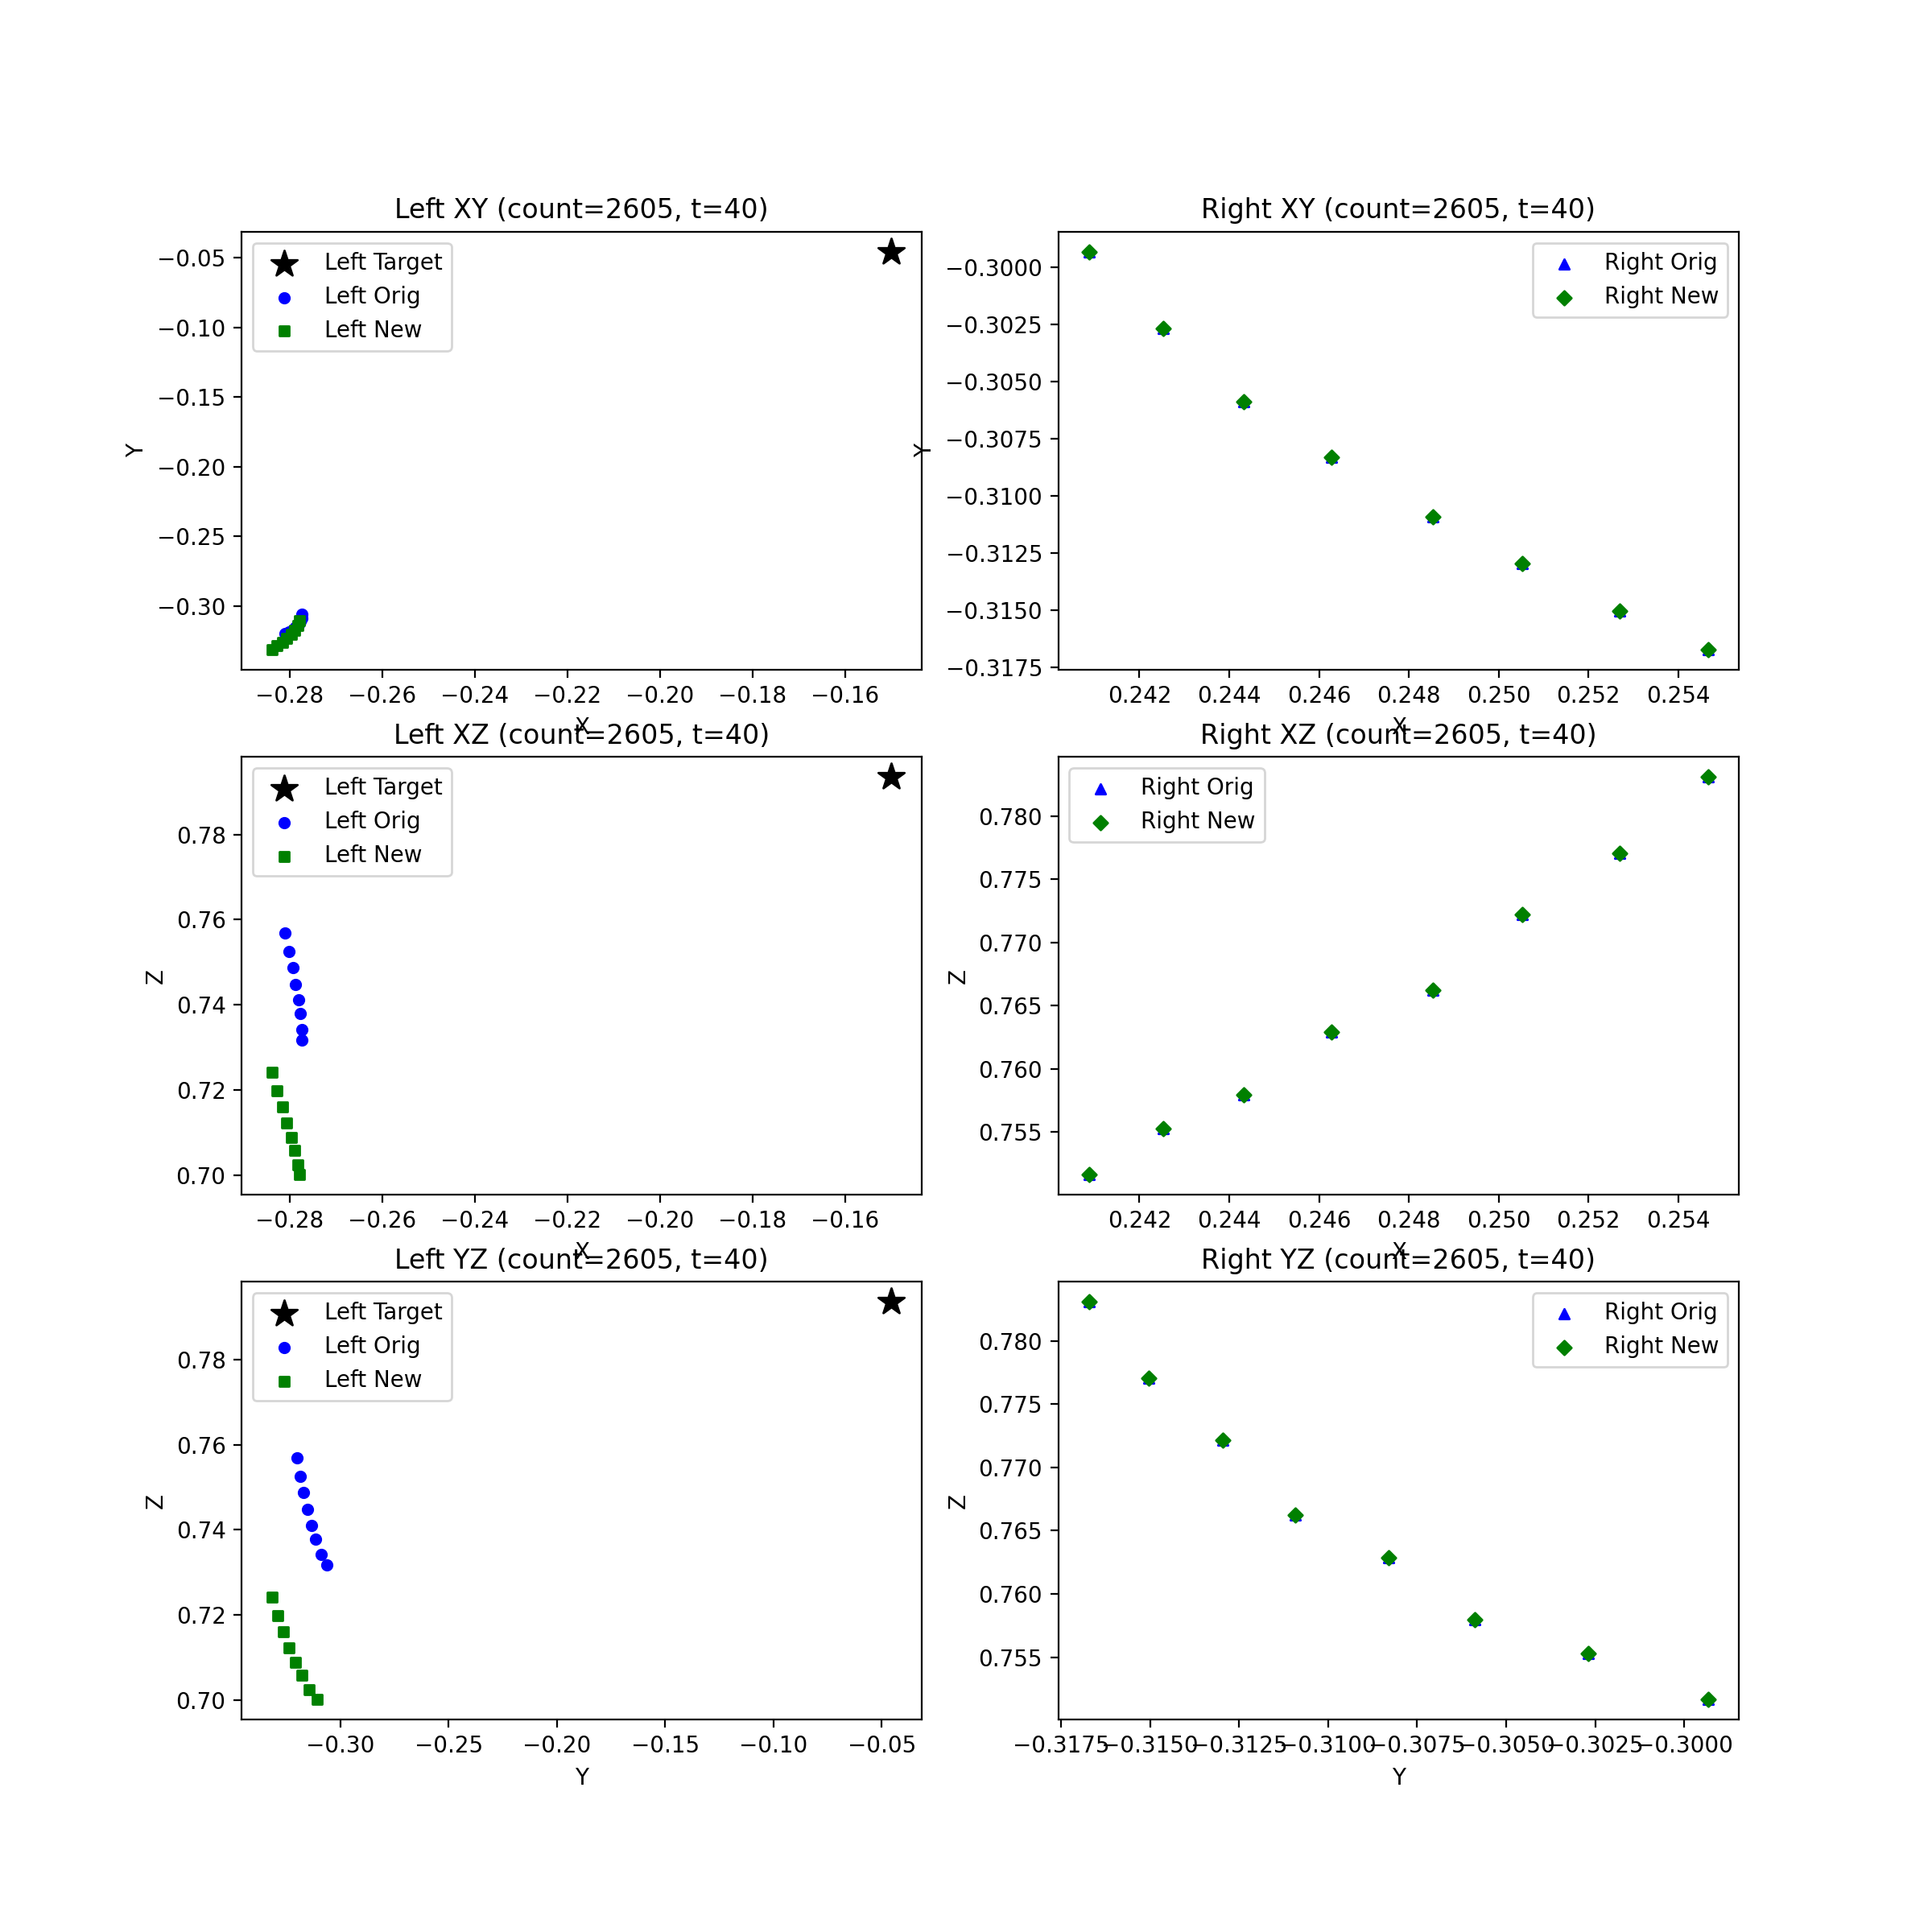 Left XY (count=2605, t=40)
Left Target
Left Orig
Left New
−0.05
−0.10
−0.15
−0.20
−0.25
−0.30
Y
−0.28
−0.26
−0.24
−0.22
−0.20
−0.18
−0.16
X
Right XY (count=2605, t=40)
Right Orig
Right New
−0.3000
−0.3025
−0.3050
−0.3075
−0.3100
−0.3125
−0.3150
−0.3175
Y
0.242
0.244
0.246
0.248
0.250
0.252
0.254
X
Left XZ (count=2605, t=40)
Left Target
Left Orig
Left New
0.78
0.76
0.74
0.72
0.70
Z
−0.28
−0.26
−0.24
−0.22
−0.20
−0.18
−0.16
X
Right XZ (count=2605, t=40)
Right Orig
Right New
0.780
0.775
0.770
0.765
0.760
0.755
Z
0.242
0.244
0.246
0.248
0.250
0.252
0.254
X
Left YZ (count=2605, t=40)
Left Target
Left Orig
Left New
0.78
0.76
0.74
0.72
0.70
Z
−0.30
−0.25
−0.20
−0.15
−0.10
−0.05
Y
Right YZ (count=2605, t=40)
Right Orig
Right New
0.780
0.775
0.770
0.765
0.760
0.755
Z
−0.3175
−0.3150
−0.3125
−0.3100
−0.3075
−0.3050
−0.3025
−0.3000
Y